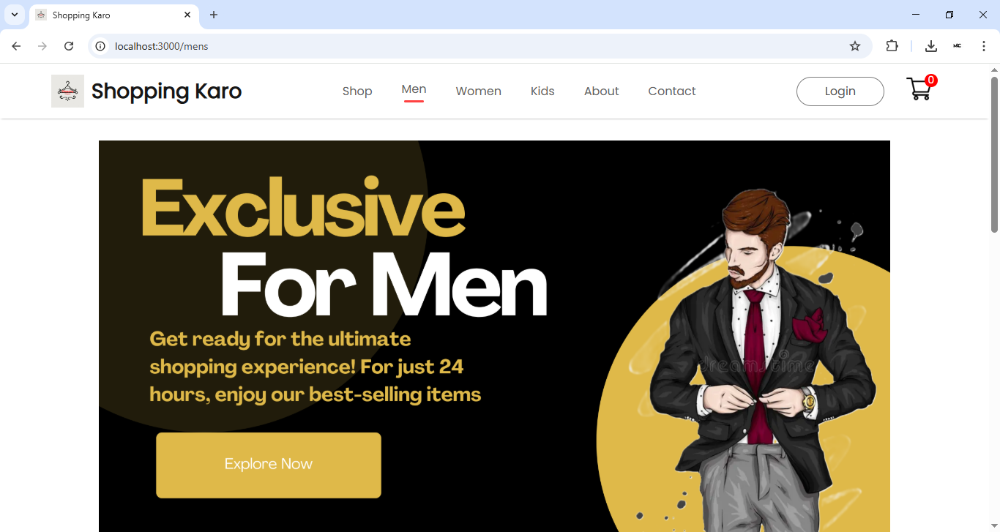 Shopping Karo
localhost:3000/mens
Shopping Karo
Shop
Men
Women
Kids
About
Contact
Login
0
Exclusive
For Men
Get ready for the ultimate
shopping experience! For just 24
hours, enjoy our best-selling items
dreamstime
Explore Now